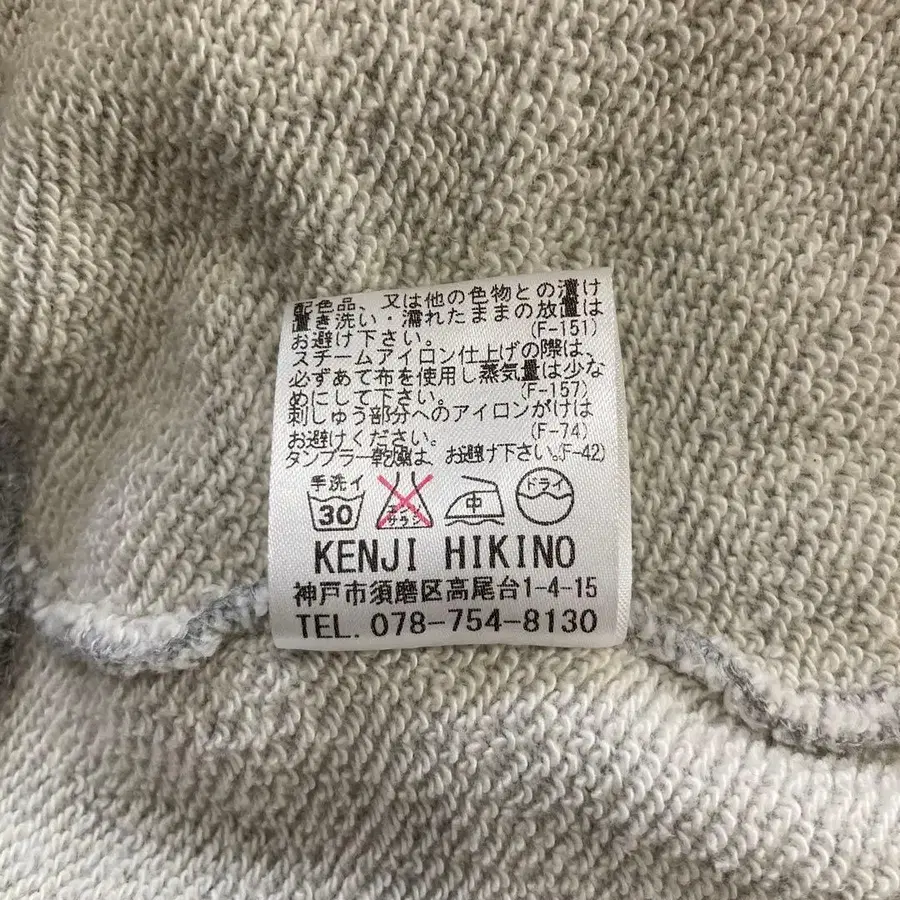 配色品、又は他の色物との漬け
置き洗い・濡れたままの放置は
お避け下さい。 (F-151)
スチームアイロン仕上げの際は、
必ずあて布を使用し蒸気量は少な
めにして下さい。 (F-157)
刺しゅう部分へのアイロンがけは
お避けください。 (F-74)
タンブラー乾燥は、お避け下さい。(F-42)
手洗イ 30 エンソ サラシ 中 ドライ
KENJI HIKINO
神戸市須磨区高尾台1-4-15
TEL. 078-754-8130